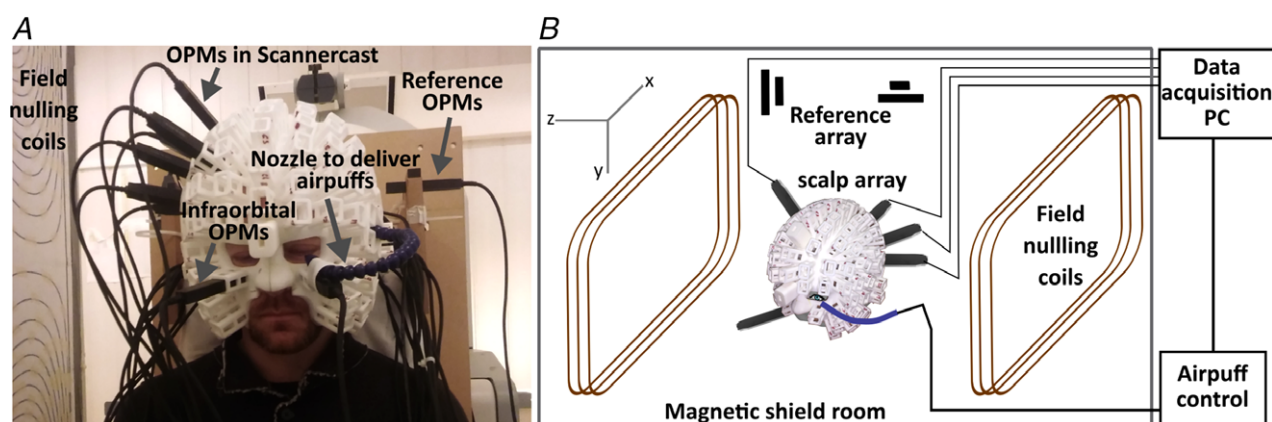 A
OPMs in Scannercast
Field
nulling
coils
Reference
OPMs
Nozzle to deliver
airpuffs
Infraorbital
OPMs
B
x
z
y
Reference
array
scalp array
Field
nullling
coils
Magnetic shield room
Data
acquisition
PC
Airpuff
control